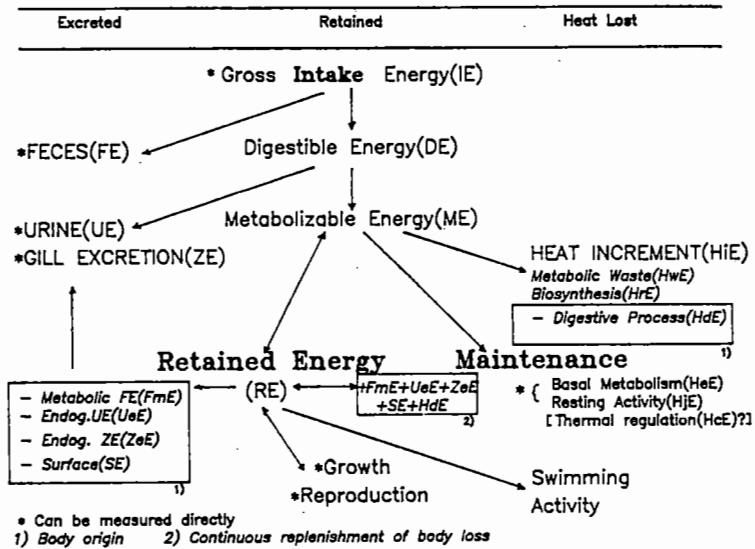 Excreted Retained Heat Lost
* Gross Intake Energy(IE)
*FECES(FE) Digestible Energy(DE)
Metabolizable Energy(ME)
*URINE(UE)
*GILL EXCRETION(ZE) HEAT INCREMENT(HiE)
Metabolic Waste(HwE)
Biosynthesis(HrE)
- Digestive Process(HdE)
1)
Retained Energy Maintenance
(RE)
- Metabolic FE(FmE)
- Endog.UE(UeE)
- Endog. ZE(ZeE)
- Surface(SE)
1)
+FmE+UeE+ZeE
+SE+HdE
2)
* { Basal Metabolism(HeE)
Resting Activity(HjE)
[Thermal regulation(HcE)?]
*Growth
*Reproduction
Swimming
Activity
* Can be measured directly
1) Body origin 2) Continuous replenishment of body loss